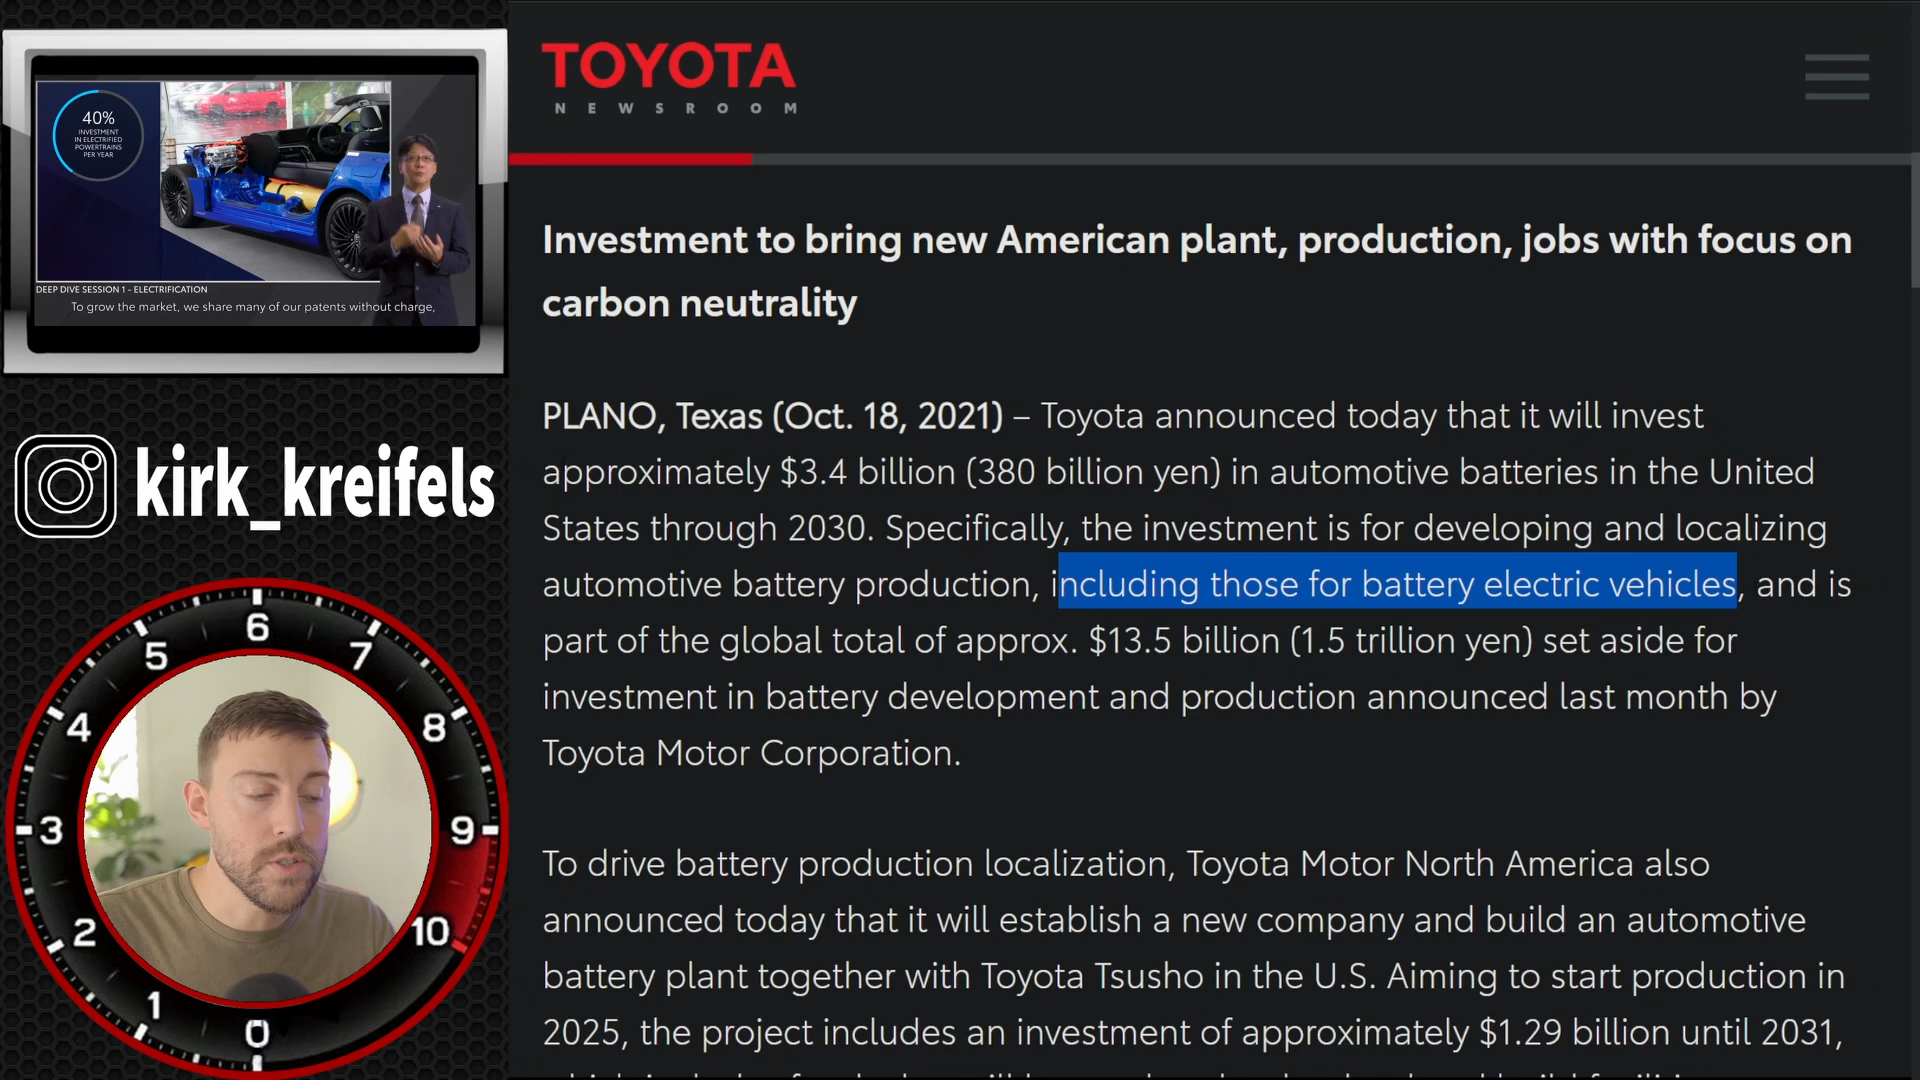 40%
INVESTMENT
IN ELECTRIFIED
POWERTRAINS
PER YEAR
DEEP DIVE SESSION 1 - ELECTRIFICATION
To grow the market, we share many of our patents without charge,
kirk_kreifels
0
1
2
3
4
5
6
7
8
9
10
TOYOTA
NEWSROOM
Investment to bring new American plant, production, jobs with focus on
carbon neutrality
PLANO, Texas (Oct. 18, 2021) – Toyota announced today that it will invest
approximately $3.4 billion (380 billion yen) in automotive batteries in the United
States through 2030. Specifically, the investment is for developing and localizing
automotive battery production, including those for battery electric vehicles, and is
part of the global total of approx. $13.5 billion (1.5 trillion yen) set aside for
investment in battery development and production announced last month by
Toyota Motor Corporation.
To drive battery production localization, Toyota Motor North America also
announced today that it will establish a new company and build an automotive
battery plant together with Toyota Tsusho in the U.S. Aiming to start production in
2025, the project includes an investment of approximately $1.29 billion until 2031,